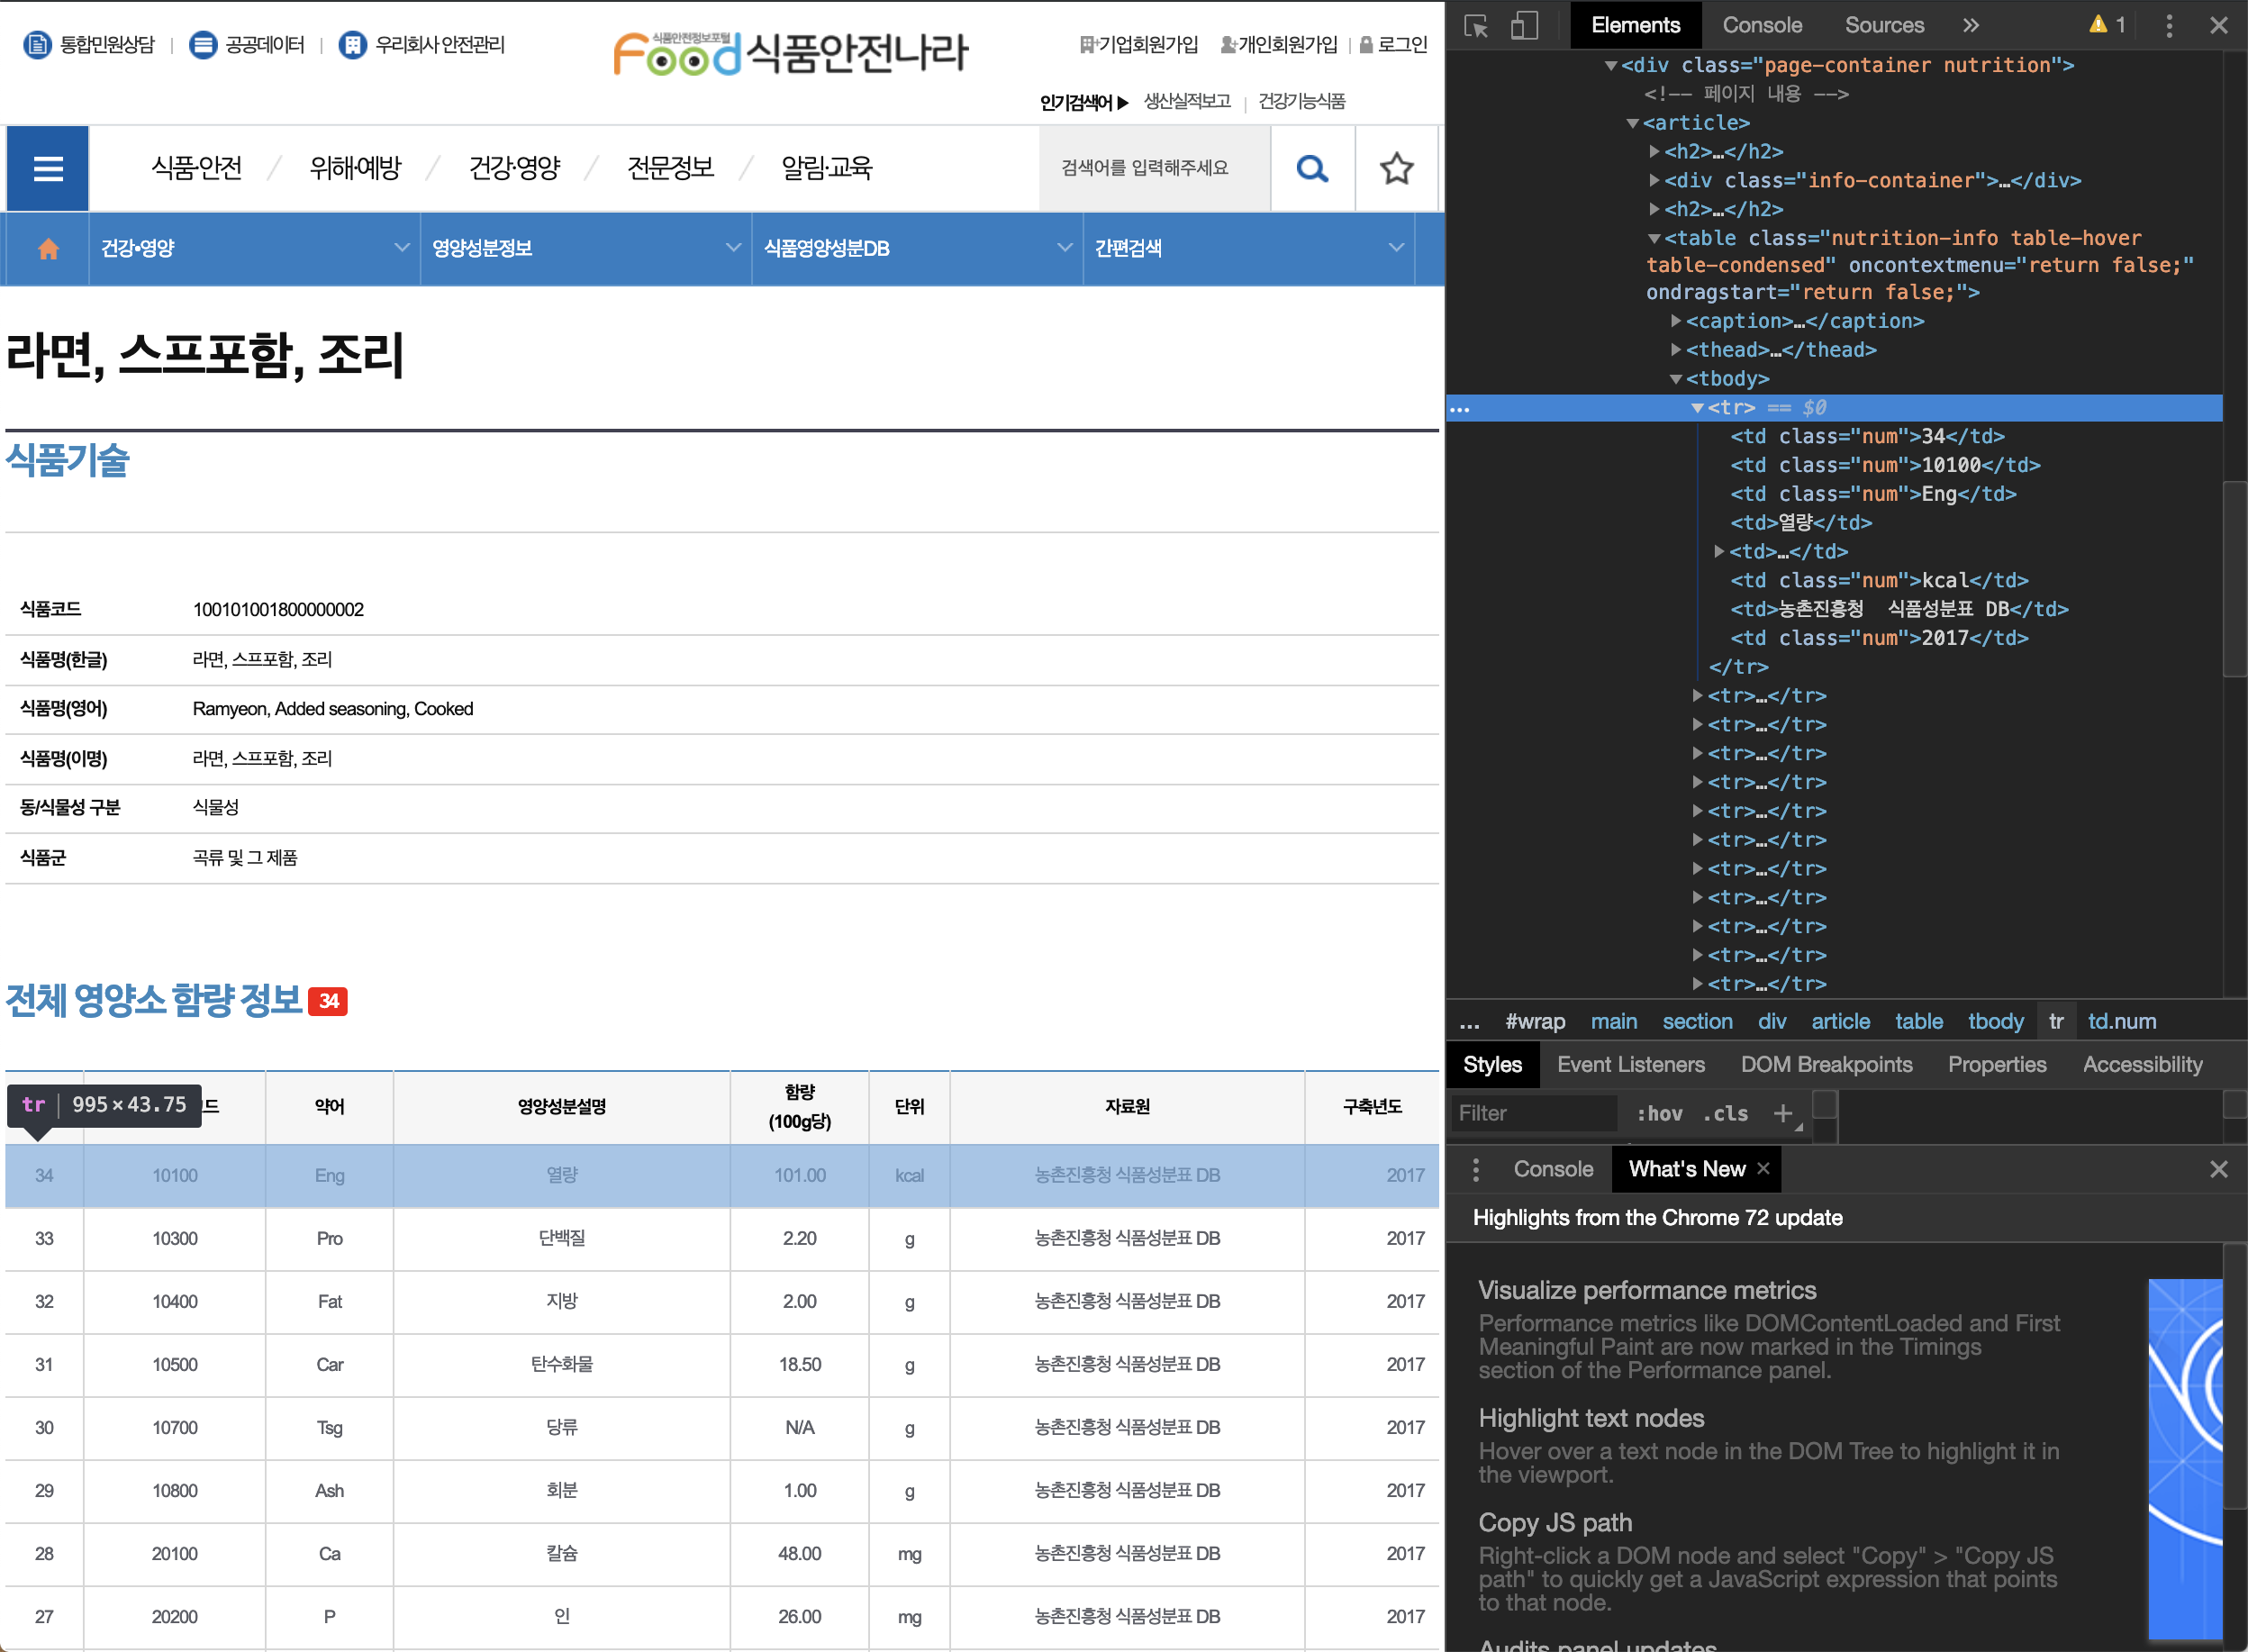 통합민원상담 | 공공데이터 | 우리회사 안전관리
식품안전정보포털
Food 식품안전나라
기업회원가입 개인회원가입 | 로그인
인기검색어 ▶ 생산실적보고 | 건강기능식품
식품·안전 / 위해·예방 / 건강·영양 / 전문정보 / 알림·교육
검색어를 입력해주세요
건강•영양 영양성분정보 식품영양성분DB 간편검색
라면, 스프포함, 조리
식품기술
식품코드 100101001800000002
식품명(한글) 라면, 스프포함, 조리
식품명(영어) Ramyeon, Added seasoning, Cooked
식품명(이명) 라면, 스프포함, 조리
동/식물성 구분 식물성
식품군 곡류 및 그 제품
전체 영양소 함량 정보 34
tr | 995×43.75
드 약어 영양성분설명 함량 (100g당) 단위 자료원 구축년도
34 10100 Eng 열량 101.00 kcal 농촌진흥청 식품성분표 DB 2017
33 10300 Pro 단백질 2.20 g 농촌진흥청 식품성분표 DB 2017
32 10400 Fat 지방 2.00 g 농촌진흥청 식품성분표 DB 2017
31 10500 Car 탄수화물 18.50 g 농촌진흥청 식품성분표 DB 2017
30 10700 Tsg 당류 N/A g 농촌진흥청 식품성분표 DB 2017
29 10800 Ash 회분 1.00 g 농촌진흥청 식품성분표 DB 2017
28 20100 Ca 칼슘 48.00 mg 농촌진흥청 식품성분표 DB 2017
27 20200 P 인 26.00 mg 농촌진흥청 식품성분표 DB 2017
Elements Console Sources » 1
▼<div class="page-container nutrition">
<!-- 페이지 내용 -->
▼<article>
▶<h2>…</h2>
▶<div class="info-container">…</div>
▶<h2>…</h2>
▼<table class="nutrition-info table-hover
table-condensed" oncontextmenu="return false;"
ondragstart="return false;">
▶<caption>…</caption>
▶<thead>…</thead>
▼<tbody>
… ▼<tr> == $0
<td class="num">34</td>
<td class="num">10100</td>
<td class="num">Eng</td>
<td>열량</td>
▶<td>…</td>
<td class="num">kcal</td>
<td>농촌진흥청  식품성분표 DB</td>
<td class="num">2017</td>
</tr>
▶<tr>…</tr>
▶<tr>…</tr>
▶<tr>…</tr>
▶<tr>…</tr>
▶<tr>…</tr>
▶<tr>…</tr>
▶<tr>…</tr>
▶<tr>…</tr>
▶<tr>…</tr>
▶<tr>…</tr>
▶<tr>…</tr>
… #wrap main section div article table tbody tr td.num
Styles Event Listeners DOM Breakpoints Properties Accessibility
Filter :hov .cls +
Console What's New ×
Highlights from the Chrome 72 update
Visualize performance metrics
Performance metrics like DOMContentLoaded and First
Meaningful Paint are now marked in the Timings
section of the Performance panel.
Highlight text nodes
Hover over a text node in the DOM Tree to highlight it in
the viewport.
Copy JS path
Right-click a DOM node and select "Copy" > "Copy JS
path" to quickly get a JavaScript expression that points
to that node.
Audits panel updates